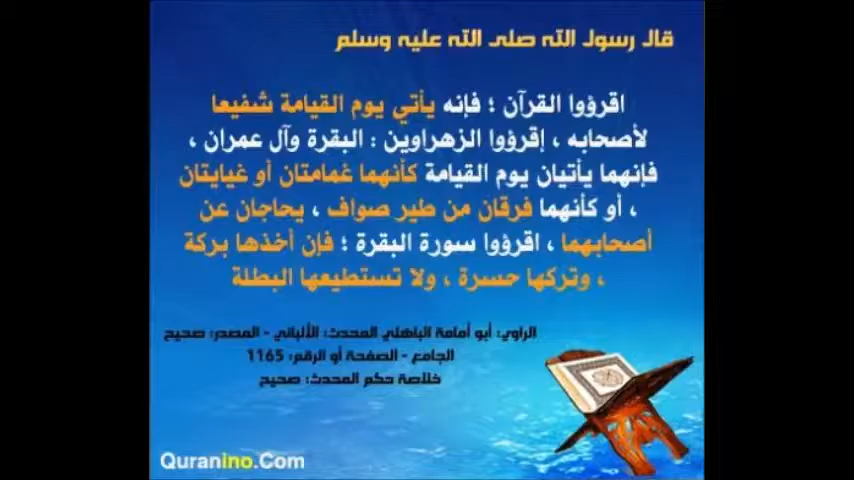 قال رسول الله صلى الله عليه وسلم
اقرؤوا القرآن ؛ فإنه يأتي يوم القيامة شفيعا
لأصحابه ، إقرؤوا الزهراوين : البقرة وآل عمران ،
فإنهما يأتيان يوم القيامة كأنهما غمامتان أو غيايتان
، أو كأنهما فرقان من طير صواف ، يحاجان عن
أصحابهما ، اقرؤوا سورة البقرة ؛ فإن أخذها بركة
، وتركها حسرة ، ولا تستطيعها البطلة
الراوي: أبو أمامة الباهلي المحدث: الألباني - المصدر: صحيح
الجامع - الصفحة أو الرقم: 1165
خلاصة حكم المحدث: صحيح
Quranino.Com